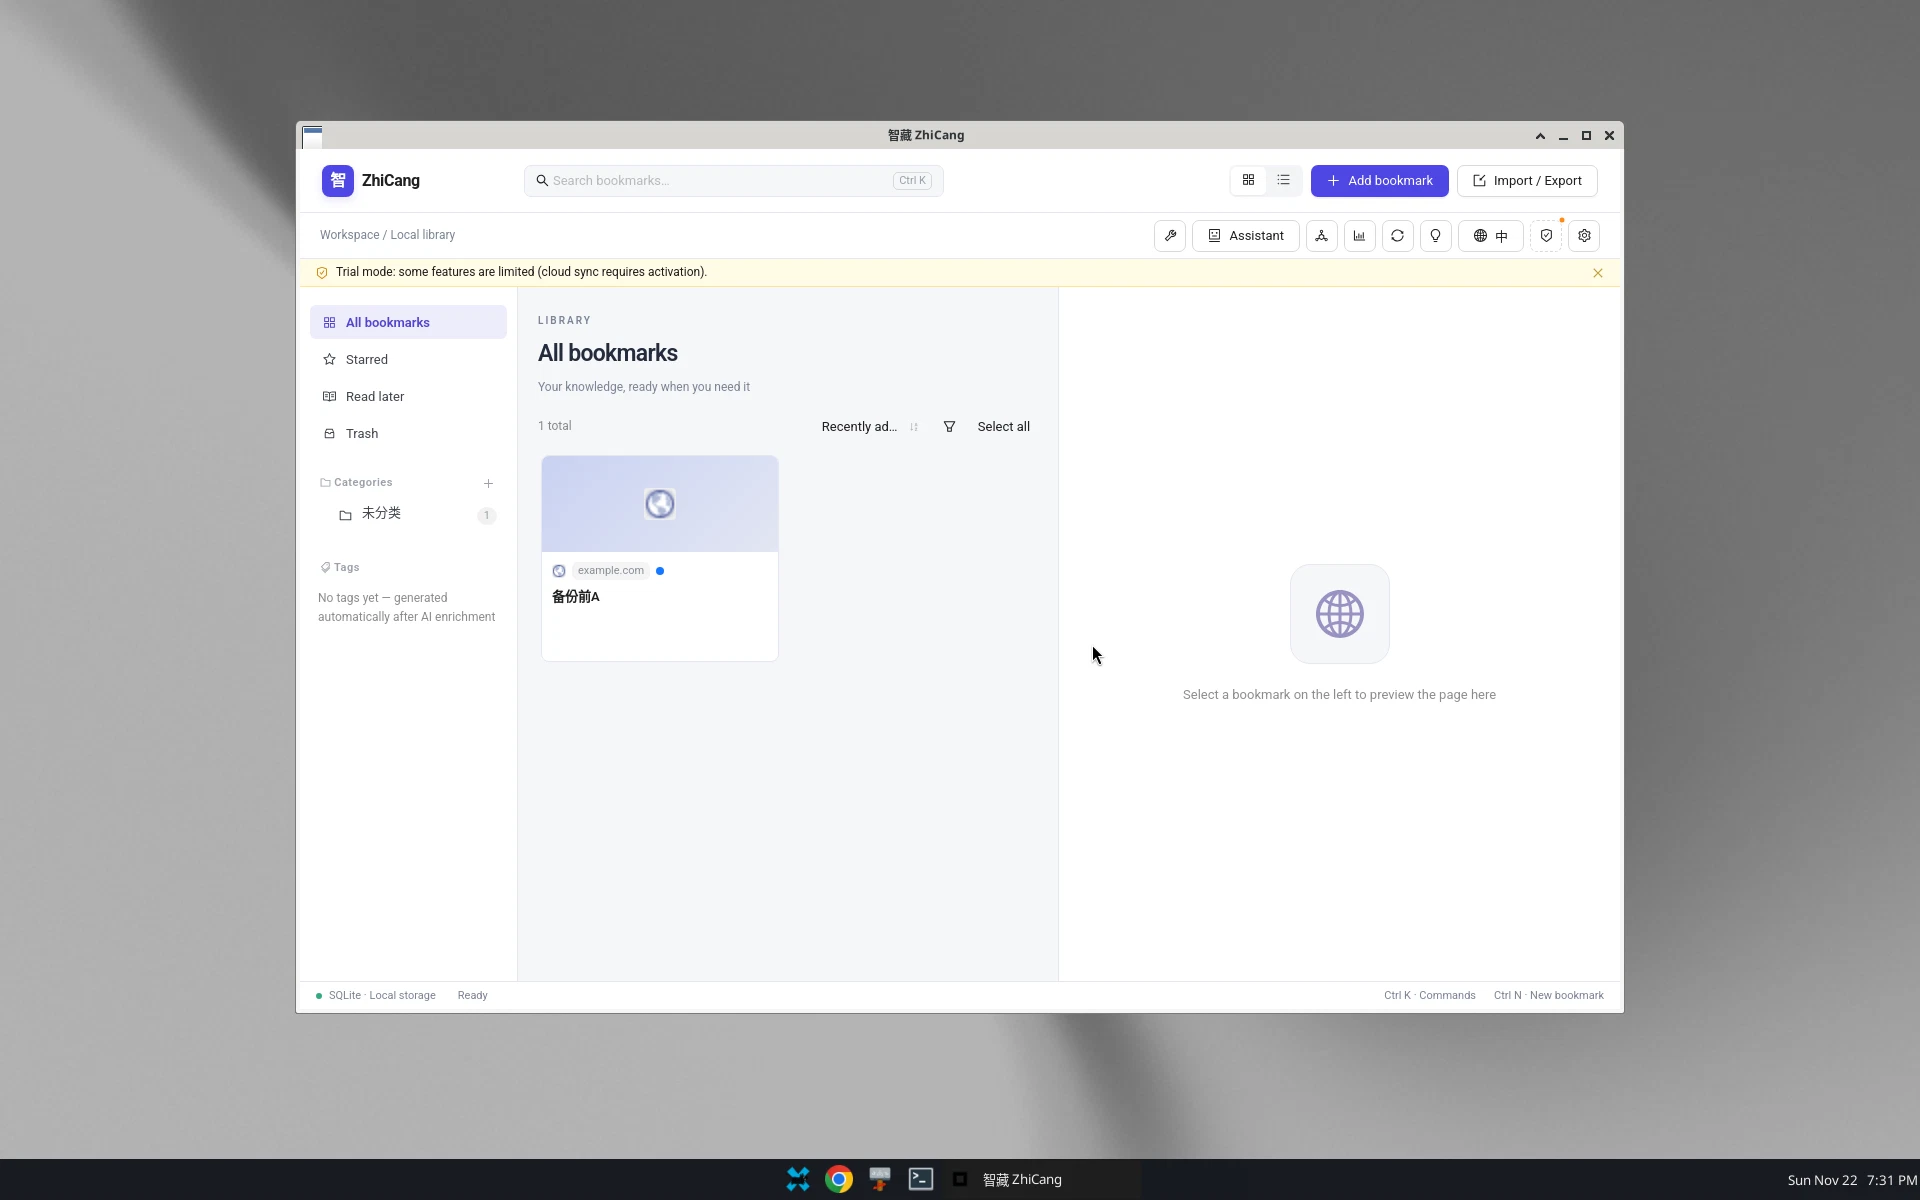 智藏 ZhiCang
智 ZhiCang
Search bookmarks...
Ctrl K
Add bookmark
Import / Export
Workspace / Local library
Assistant
中
Trial mode: some features are limited (cloud sync requires activation).
All bookmarks
Starred
Read later
Trash
Categories
未分类
1
Tags
No tags yet — generated
automatically after AI enrichment
LIBRARY
All bookmarks
Your knowledge, ready when you need it
1 total
Recently ad...
Select all
example.com
备份前A
Select a bookmark on the left to preview the page here
SQLite · Local storage
Ready
Ctrl K · Commands
Ctrl N · New bookmark
智藏 ZhiCang
Sun Nov 22 7:31 PM